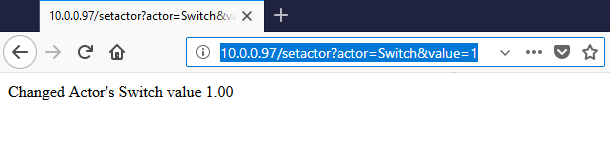 10.0.0.97/setactor?actor=Switch&va
10.0.0.97/setactor?actor=Switch&value=1
Changed Actor's Switch value 1.00